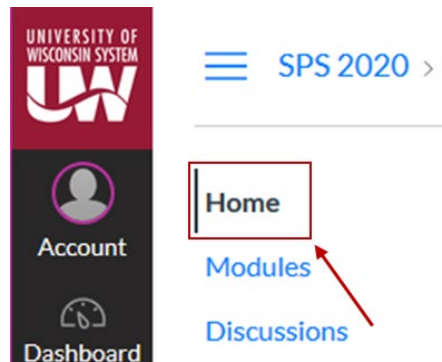 UNIVERSITY OF
WISCONSIN SYSTEM
UW
SPS 2020 >
Account
Dashboard
Home
Modules
Discussions